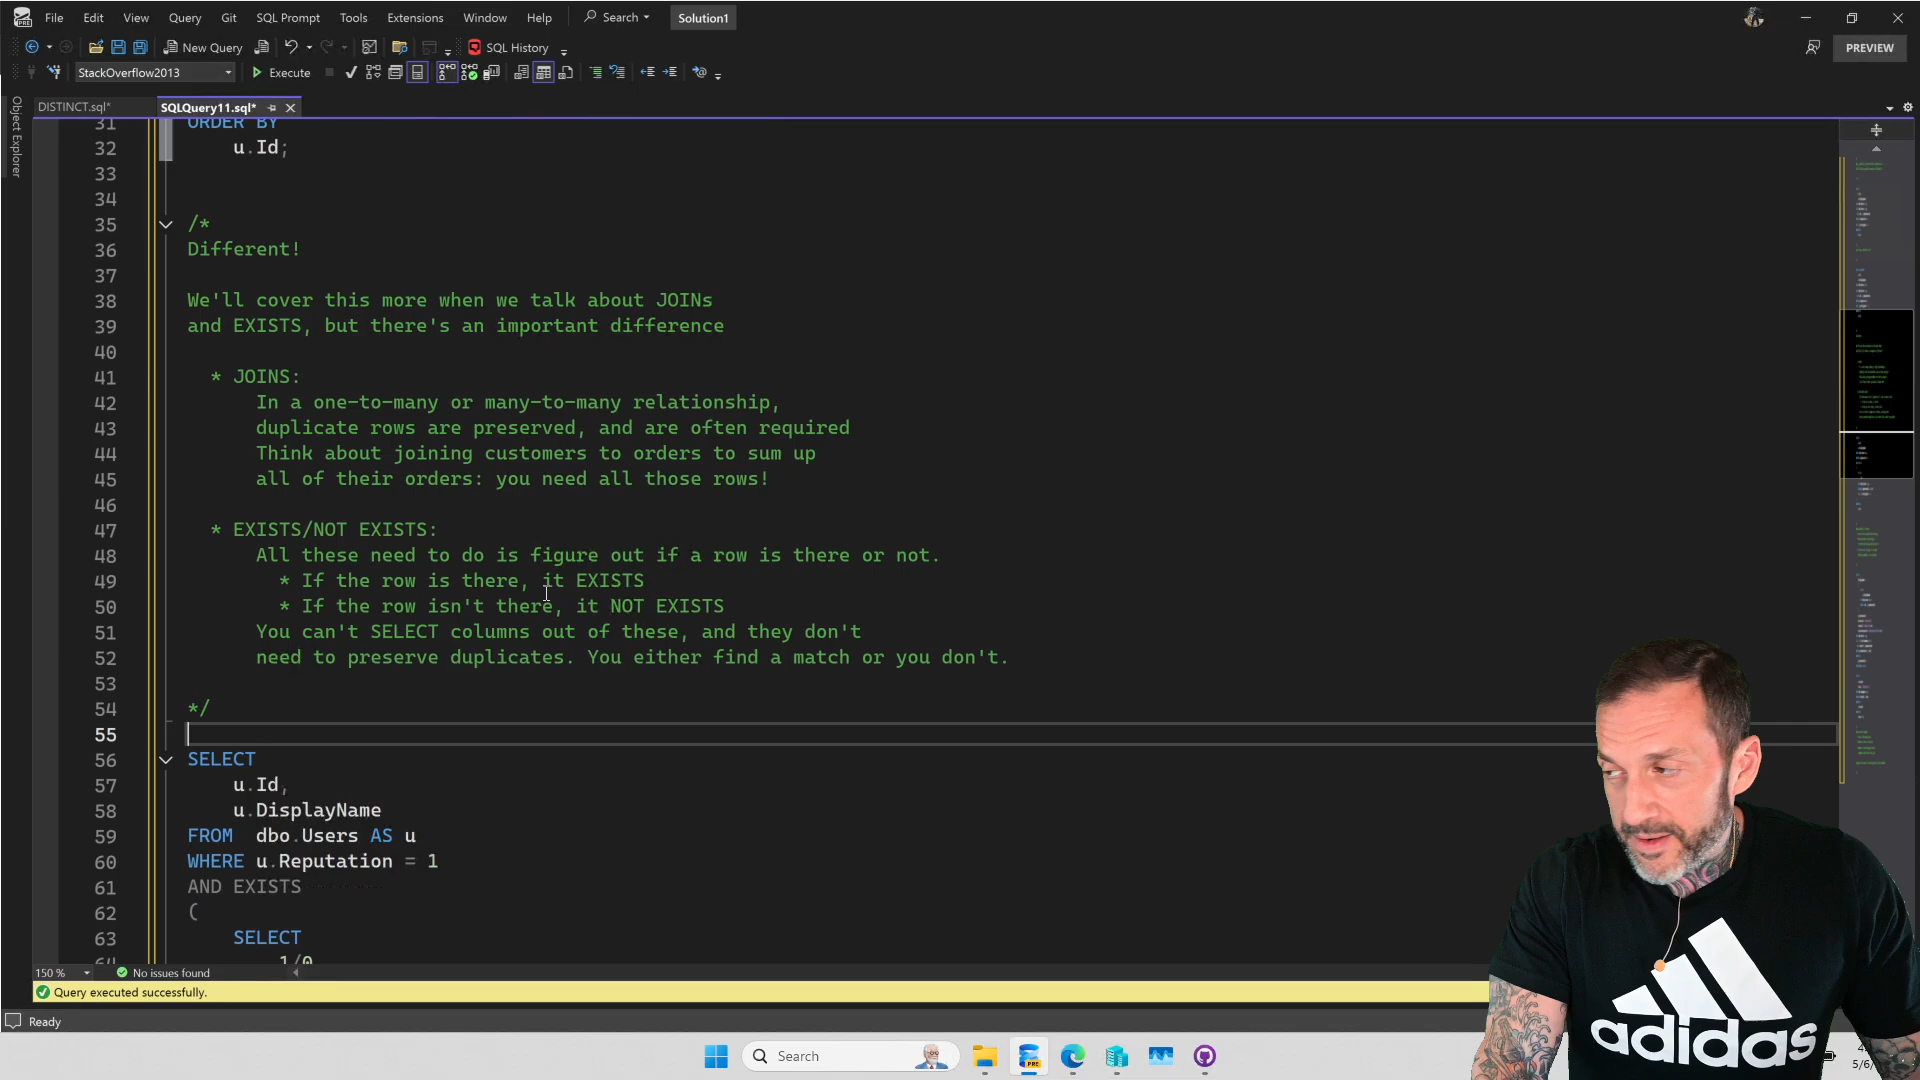 File Edit View Query Git SQL Prompt Tools Extensions Window Help Search Solution1
New Query SQL History PREVIEW
StackOverflow2013 Execute
DISTINCT.sql* SQLQuery11.sql*
Object Explorer
31 ORDER BY
32 u.Id;
33
34
35 /*
36 Different!
37
38 We'll cover this more when we talk about JOINs
39 and EXISTS, but there's an important difference
40
41 * JOINS:
42 In a one-to-many or many-to-many relationship,
43 duplicate rows are preserved, and are often required
44 Think about joining customers to orders to sum up
45 all of their orders: you need all those rows!
46
47 * EXISTS/NOT EXISTS:
48 All these need to do is figure out if a row is there or not.
49 * If the row is there, it EXISTS
50 * If the row isn't there, it NOT EXISTS
51 You can't SELECT columns out of these, and they don't
52 need to preserve duplicates. You either find a match or you don't.
53
54 */
55
56 SELECT
57 u.Id,
58 u.DisplayName
59 FROM dbo.Users AS u
60 WHERE u.Reputation = 1
61 AND EXISTS
62 (
63 SELECT
64 1/0
150 % No issues found
Query executed successfully.
Ready
Search
PRE
5/6/
adidas